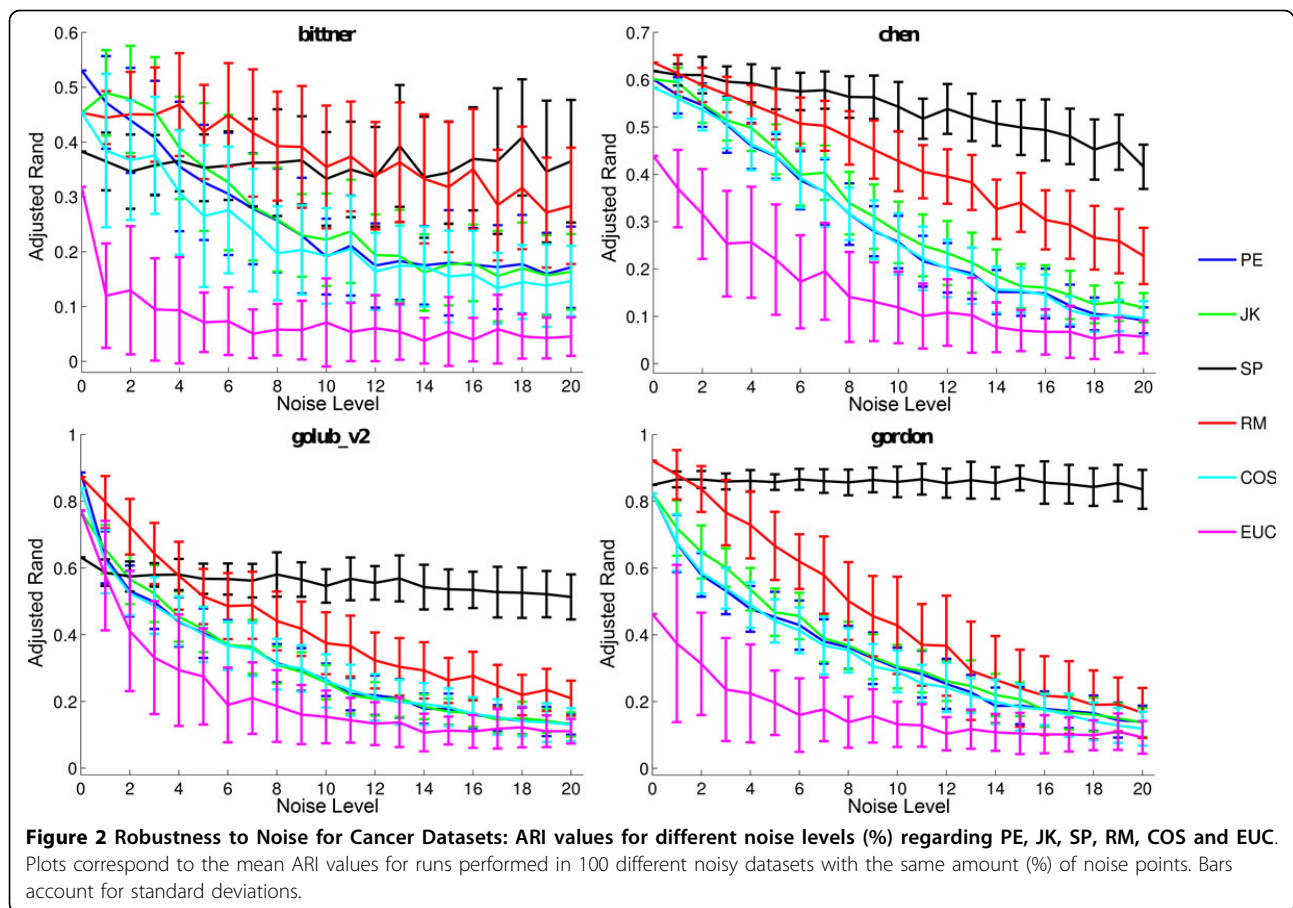 bittner
0.6
0.5
0.4
0.3
0.2
0.1
0
Adjusted Rand
0 2 4 6 8 10 12 14 16 18 20
Noise Level
chen
0.7
0.6
0.5
0.4
0.3
0.2
0.1
0
Adjusted Rand
0 2 4 6 8 10 12 14 16 18 20
Noise Level
PE
JK
SP
RM
COS
EUC
golub_v2
1
0.8
0.6
0.4
0.2
0
Adjusted Rand
0 2 4 6 8 10 12 14 16 18 20
Noise Level
gordon
1
0.8
0.6
0.4
0.2
0
Adjusted Rand
0 2 4 6 8 10 12 14 16 18 20
Noise Level
Figure 2 Robustness to Noise for Cancer Datasets: ARI values for different noise levels (%) regarding PE, JK, SP, RM, COS and EUC.
Plots correspond to the mean ARI values for runs performed in 100 different noisy datasets with the same amount (%) of noise points. Bars
account for standard deviations.